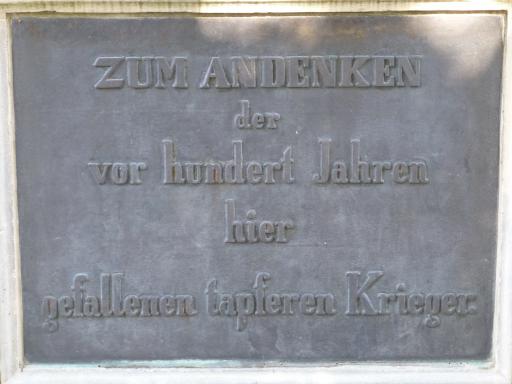 ZUM ANDENKEN
der
vor hundert Jahren
hier
gefallenen tapferen Krieger.